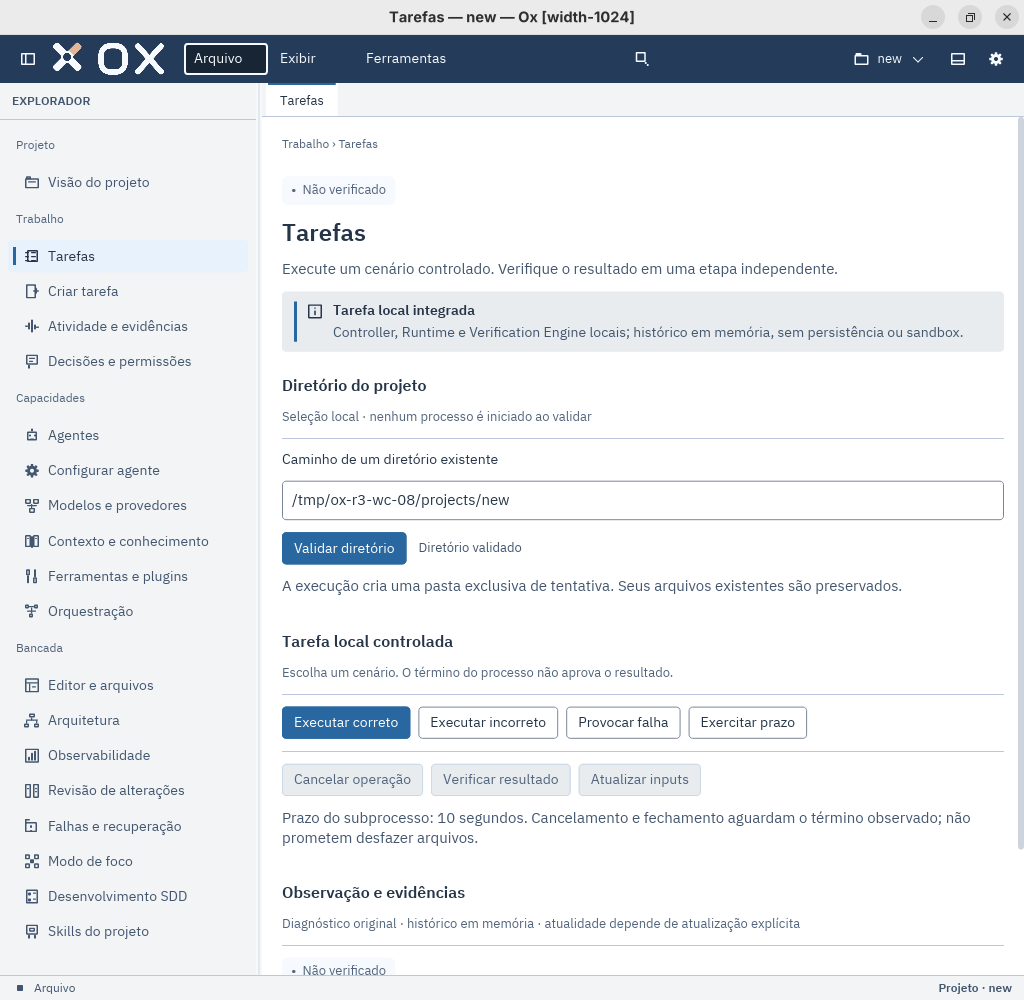 Tarefas — new — Ox [width-1024]
OX
Arquivo
Exibir
Ferramentas
new
EXPLORADOR
Projeto
Visão do projeto
Trabalho
Tarefas
Criar tarefa
Atividade e evidências
Decisões e permissões
Capacidades
Agentes
Configurar agente
Modelos e provedores
Contexto e conhecimento
Ferramentas e plugins
Orquestração
Bancada
Editor e arquivos
Arquitetura
Observabilidade
Revisão de alterações
Falhas e recuperação
Modo de foco
Desenvolvimento SDD
Skills do projeto
Tarefas
Trabalho › Tarefas
• Não verificado
Tarefas
Execute um cenário controlado. Verifique o resultado em uma etapa independente.
Tarefa local integrada
Controller, Runtime e Verification Engine locais; histórico em memória, sem persistência ou sandbox.
Diretório do projeto
Seleção local · nenhum processo é iniciado ao validar
Caminho de um diretório existente
/tmp/ox-r3-wc-08/projects/new
Validar diretório
Diretório validado
A execução cria uma pasta exclusiva de tentativa. Seus arquivos existentes são preservados.
Tarefa local controlada
Escolha um cenário. O término do processo não aprova o resultado.
Executar correto
Executar incorreto
Provocar falha
Exercitar prazo
Cancelar operação
Verificar resultado
Atualizar inputs
Prazo do subprocesso: 10 segundos. Cancelamento e fechamento aguardam o término observado; não
prometem desfazer arquivos.
Observação e evidências
Diagnóstico original · histórico em memória · atualidade depende de atualização explícita
• Não verificado
Arquivo
Projeto · new